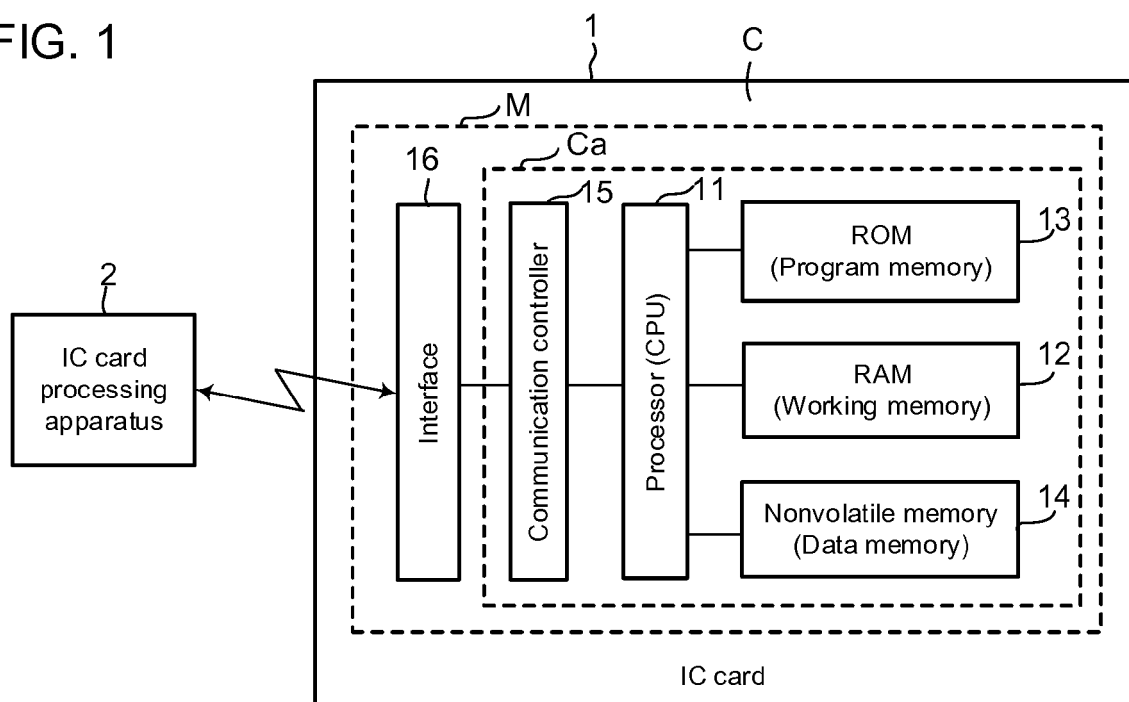 FIG. 1
1
C
M
Ca
16
15
11
ROM
(Program memory)
13
2
IC card
processing
apparatus
Interface
Communication controller
Processor (CPU)
RAM
(Working memory)
12
Nonvolatile memory
(Data memory)
14
IC card